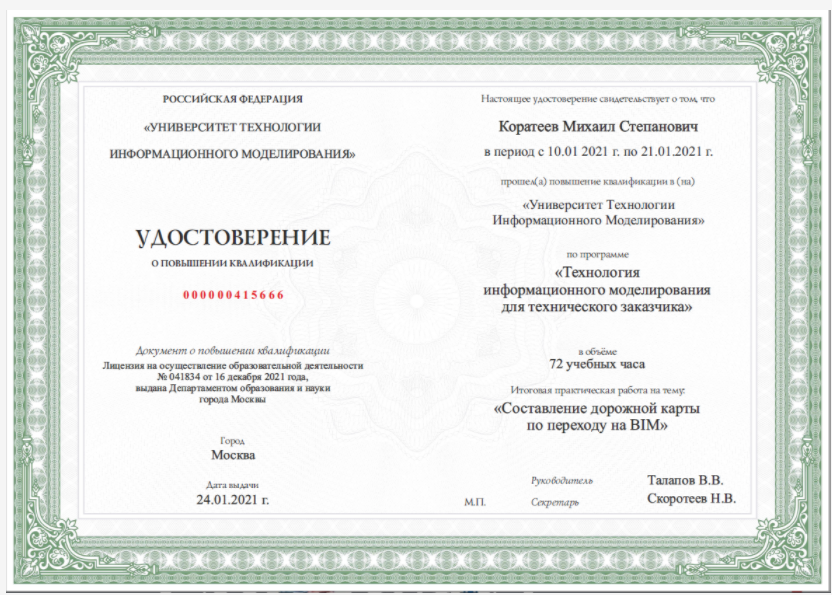 РОССИЙСКАЯ ФЕДЕРАЦИЯ
«УНИВЕРСИТЕТ ТЕХНОЛОГИИ
ИНФОРМАЦИОННОГО МОДЕЛИРОВАНИЯ»
УДОСТОВЕРЕНИЕ
О ПОВЫШЕНИИ КВАЛИФИКАЦИИ
000000415666
Документ о повышении квалификации
Лицензия на осуществление образовательной деятельности
№ 041834 от 16 декабря 2021 года,
выдана Департаментом образования и науки
города Москвы
Город
Москва
Дата выдачи
24.01.2021 г.
Настоящее удостоверение свидетельствует о том, что
Коратеев Михаил Степанович
в период с 10.01 2021 г. по 21.01.2021 г.
прошел(а) повышение квалификации в (на)
«Университет Технологии
Информационного Моделирования»
по программе
«Технология
информационного моделирования
для технического заказчика»
в объёме
72 учебных часа
Итоговая практическая работа на тему:
«Составление дорожной карты
по переходу на BIM»
Руководитель Талапов В.В.
М.П. Секретарь Скоротеев Н.В.